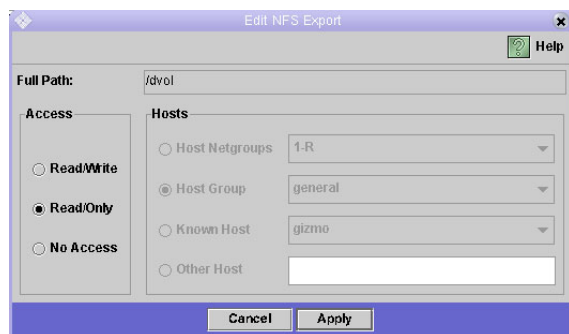 Edit NFS Export
Help
Full Path: /dvol
Access
Read/Write
Read/Only
No Access
Hosts
Host Netgroups 1-R
Host Group general
Known Host gizmo
Other Host
Cancel Apply